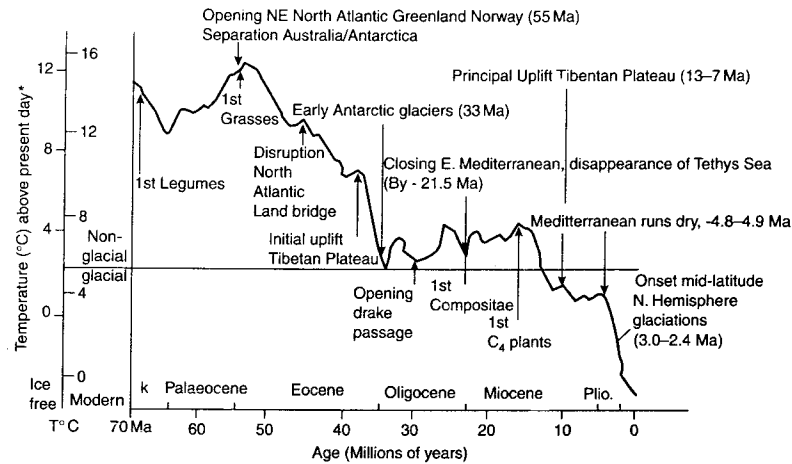 Opening NE North Atlantic Greenland Norway (55 Ma)
Separation Australia/Antarctica
Principal Uplift Tibentan Plateau (13–7 Ma)
1st
Grasses
Early Antarctic glaciers (33 Ma)
Disruption
North
Atlantic
Land bridge
Closing E. Mediterranean, disappearance of Tethys Sea
(By - 21.5 Ma)
1st Legumes
Meditterranean runs dry, -4.8–4.9 Ma
Initial uplift
Tibetan Plateau
Non-
glacial
glacial
Opening
drake
passage
1st
Compositae
1st
C4 plants
Onset mid-latitude
N. Hemisphere
glaciations
(3.0–2.4 Ma)
Temperature (°C) above present day*
12
8
4
0
16
12
8
4
0
Ice
free
Modern
k
Palaeocene
Eocene
Oligocene
Miocene
Plio.
T°C
70 Ma
60
50
40
30
20
10
0
Age (Millions of years)